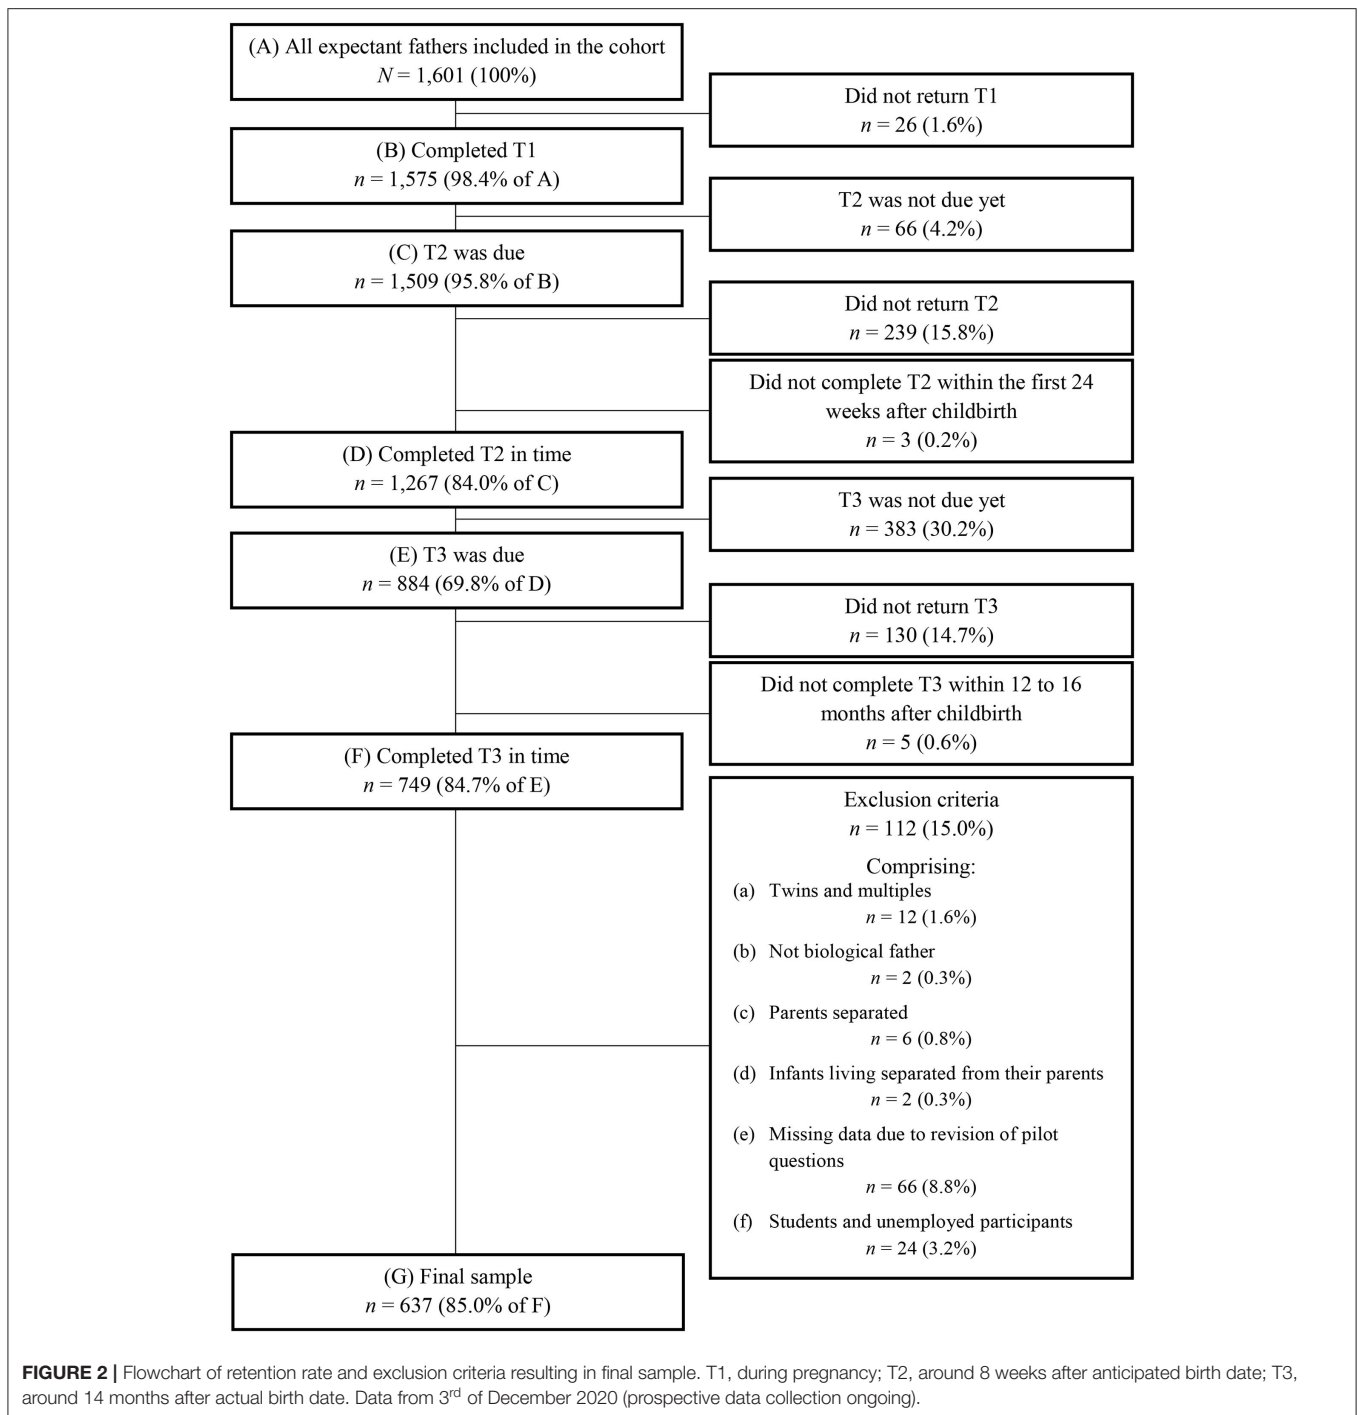 (A) All expectant fathers included in the cohort
N = 1,601 (100%)
Did not return T1
n = 26 (1.6%)
(B) Completed T1
n = 1,575 (98.4% of A)
T2 was not due yet
n = 66 (4.2%)
(C) T2 was due
n = 1,509 (95.8% of B)
Did not return T2
n = 239 (15.8%)
Did not complete T2 within the first 24
weeks after childbirth
n = 3 (0.2%)
(D) Completed T2 in time
n = 1,267 (84.0% of C)
T3 was not due yet
n = 383 (30.2%)
(E) T3 was due
n = 884 (69.8% of D)
Did not return T3
n = 130 (14.7%)
Did not complete T3 within 12 to 16
months after childbirth
n = 5 (0.6%)
(F) Completed T3 in time
n = 749 (84.7% of E)
Exclusion criteria
n = 112 (15.0%)
Comprising:
(a) Twins and multiples
n = 12 (1.6%)
(b) Not biological father
n = 2 (0.3%)
(c) Parents separated
n = 6 (0.8%)
(d) Infants living separated from their parents
n = 2 (0.3%)
(e) Missing data due to revision of pilot
questions
n = 66 (8.8%)
(f) Students and unemployed participants
n = 24 (3.2%)
(G) Final sample
n = 637 (85.0% of F)
FIGURE 2 | Flowchart of retention rate and exclusion criteria resulting in final sample. T1, during pregnancy; T2, around 8 weeks after anticipated birth date; T3,
around 14 months after actual birth date. Data from 3rd of December 2020 (prospective data collection ongoing).